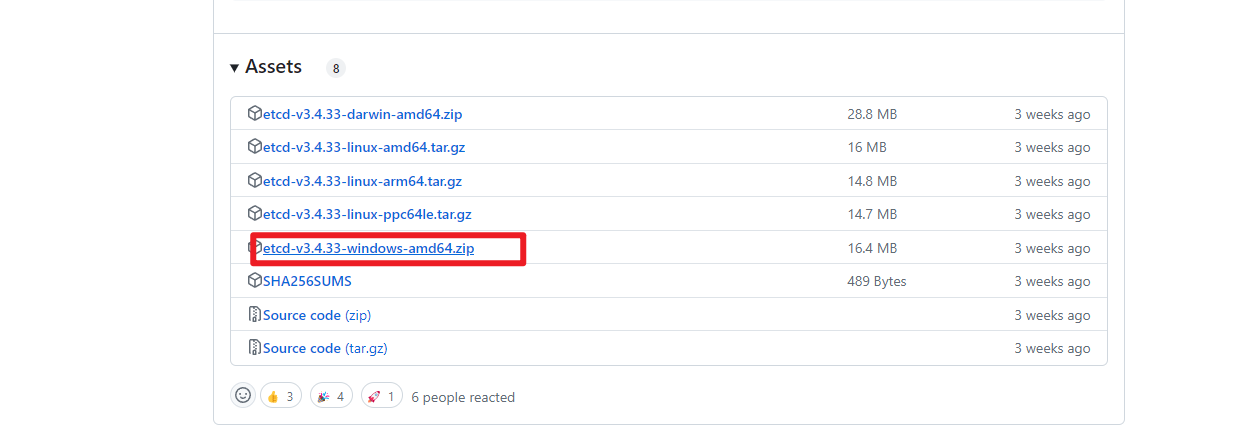 Assets 8
etcd-v3.4.33-darwin-amd64.zip 28.8 MB 3 weeks ago
etcd-v3.4.33-linux-amd64.tar.gz 16 MB 3 weeks ago
etcd-v3.4.33-linux-arm64.tar.gz 14.8 MB 3 weeks ago
etcd-v3.4.33-linux-ppc64le.tar.gz 14.7 MB 3 weeks ago
etcd-v3.4.33-windows-amd64.zip 16.4 MB 3 weeks ago
SHA256SUMS 489 Bytes 3 weeks ago
Source code (zip) 3 weeks ago
Source code (tar.gz) 3 weeks ago
3 4 1 6 people reacted